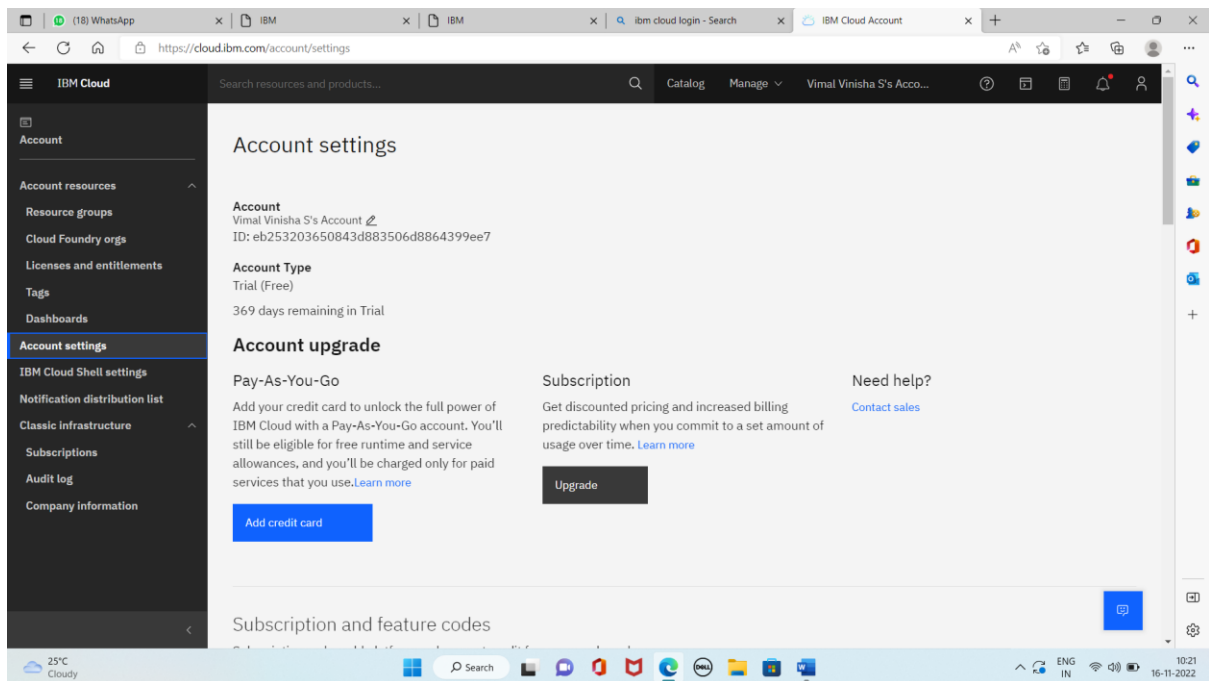 (18) WhatsApp
IBM
IBM
ibm cloud login - Search
IBM Cloud Account
https://cloud.ibm.com/account/settings
IBM Cloud
Search resources and products...
Catalog
Manage
Vimal Vinisha S's Acco...
Account
Account resources
Resource groups
Cloud Foundry orgs
Licenses and entitlements
Tags
Dashboards
Account settings
IBM Cloud Shell settings
Notification distribution list
Classic infrastructure
Subscriptions
Audit log
Company information
Account settings
Account
Vimal Vinisha S's Account
ID: eb253203650843d883506d8864399ee7
Account Type
Trial (Free)
369 days remaining in Trial
Account upgrade
Pay-As-You-Go
Add your credit card to unlock the full power of
IBM Cloud with a Pay-As-You-Go account. You'll
still be eligible for free runtime and service
allowances, and you'll be charged only for paid
services that you use.Learn more
Add credit card
Subscription
Get discounted pricing and increased billing
predictability when you commit to a set amount of
usage over time. Learn more
Upgrade
Need help?
Contact sales
Subscription and feature codes
25°C
Cloudy
Search
DELL
ENG
IN
10:21
16-11-2022